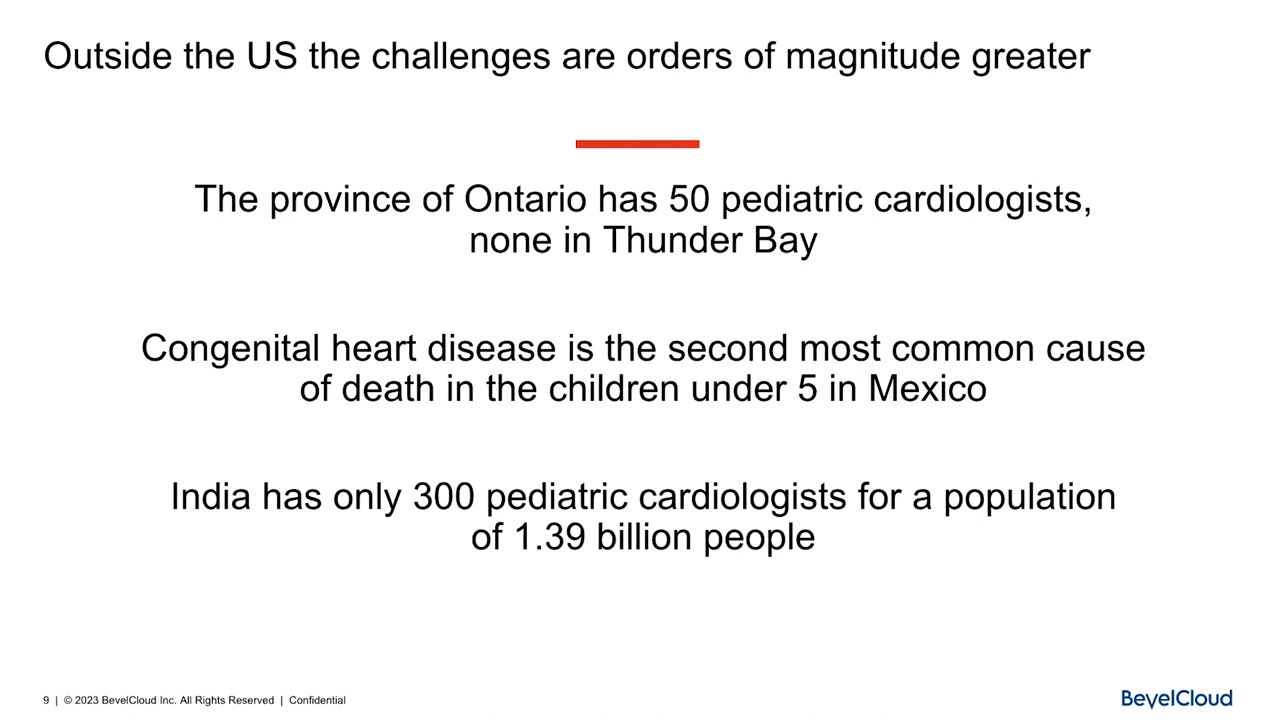 Outside the US the challenges are orders of magnitude greater
The province of Ontario has 50 pediatric cardiologists,
none in Thunder Bay
Congenital heart disease is the second most common cause
of death in the children under 5 in Mexico
India has only 300 pediatric cardiologists for a population
of 1.39 billion people
9 | © 2023 BevelCloud Inc. All Rights Reserved | Confidential
BevelCloud